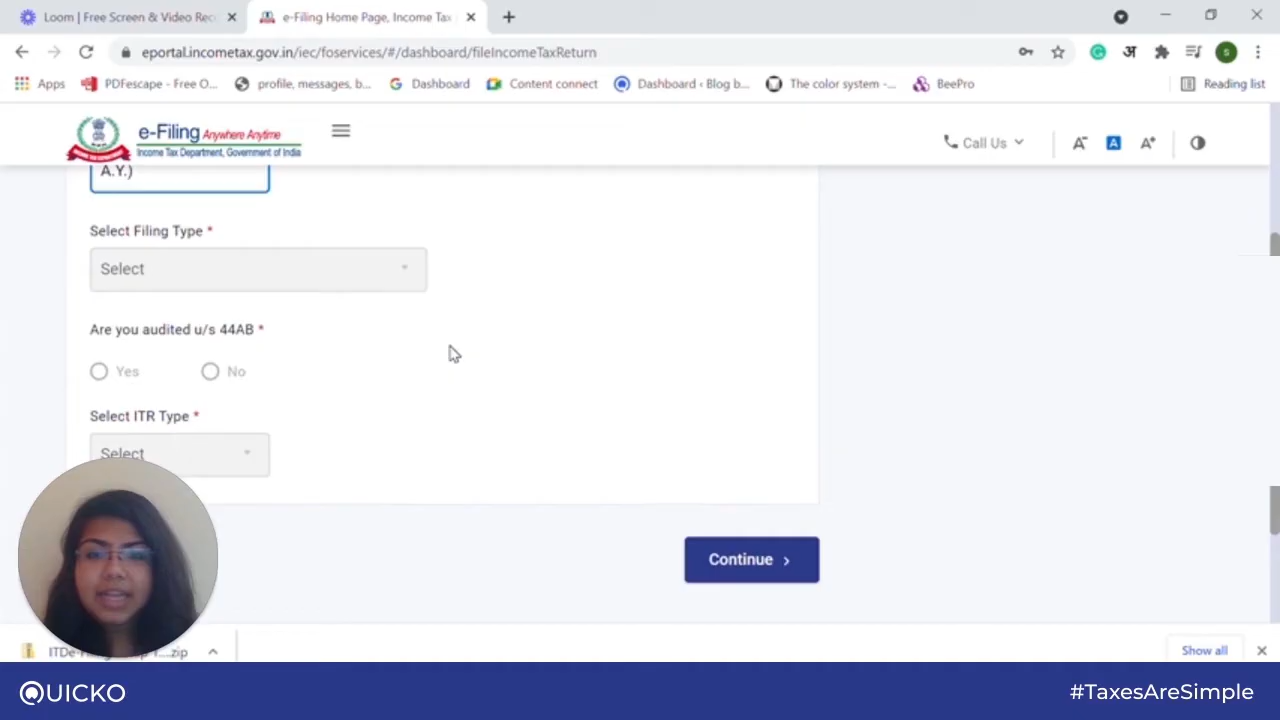 Loom | Free Screen & Video Rec
e-Filing Home Page, Income Tax
eportal.incometax.gov.in/iec/foservices/#/dashboard/fileIncomeTaxReturn
अ
S
Apps
PDFescape - Free O...
profile, messages, b...
Dashboard
Content connect
Dashboard ‹ Blog b...
The color system -...
BeePro
Reading list
e-Filing Anywhere Anytime
Income Tax Department, Government of India
Call Us
A-
A
A+
A.Y.)
Select Filing Type *
Select
Are you audited u/s 44AB *
Yes
No
Select ITR Type *
Select
Continue >
.zip
Show all
QUICKO
#TaxesAreSimple